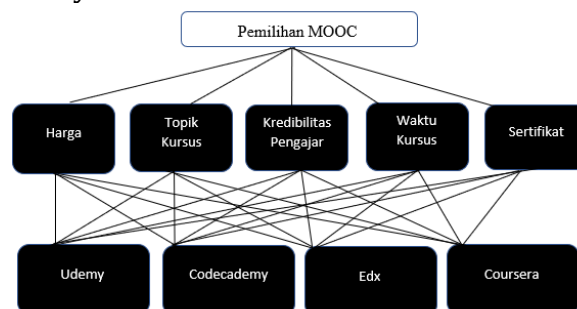 Pemilihan MOOC
Harga
Topik
Kursus
Kredibilitas
Pengajar
Waktu
Kursus
Sertifikat
Udemy
Codecademy
Edx
Coursera